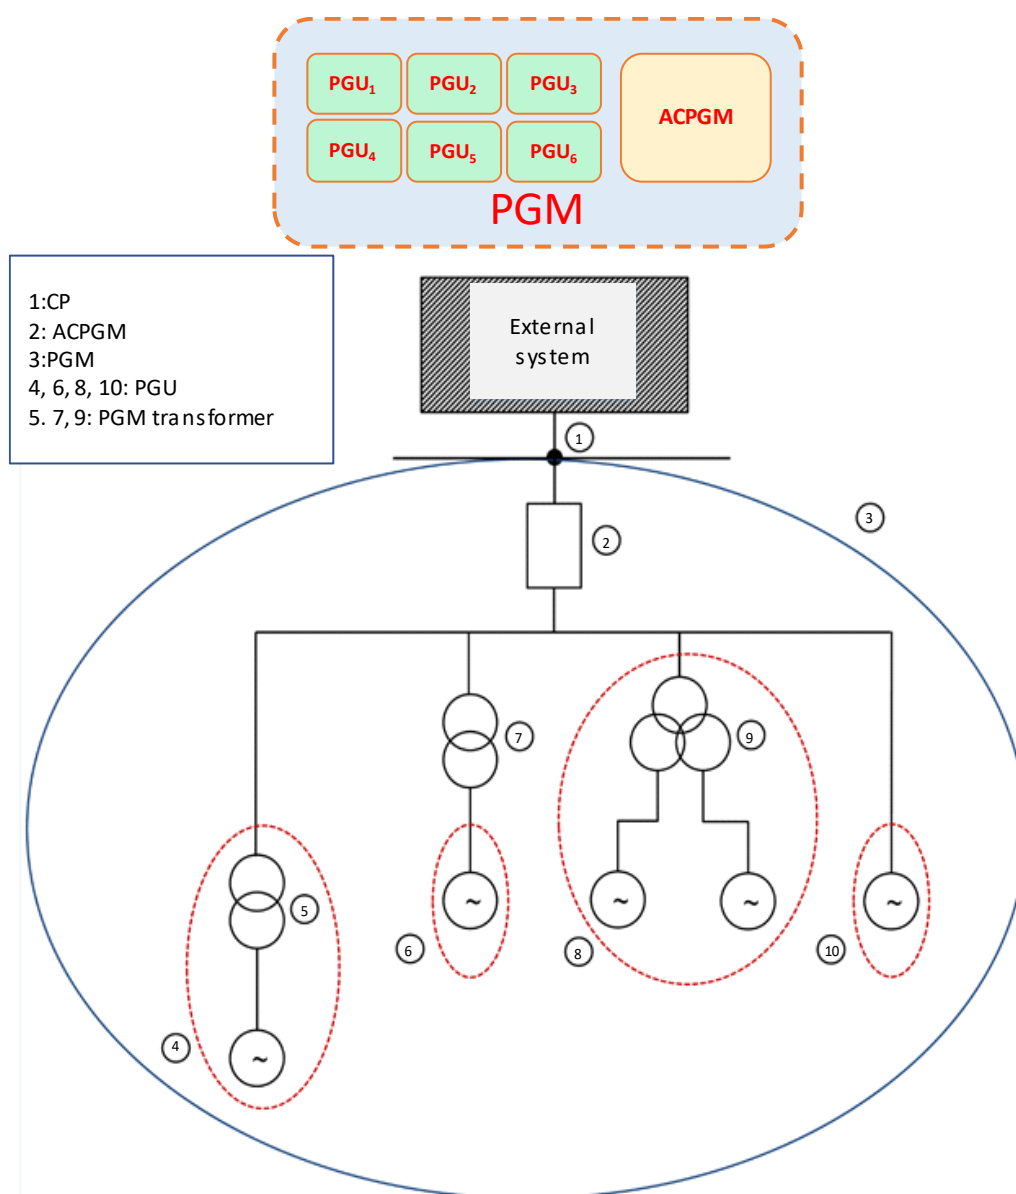 PGU₁ PGU₂ PGU₃
ACPGM
PGU₄ PGU₅ PGU₆
PGM
1:CP
2: ACPGM
3:PGM
4, 6, 8, 10: PGU
5. 7, 9: PGM transformer
External
system
1
3
2
7
9
5
6
8
10
4
~
~
~
~
~